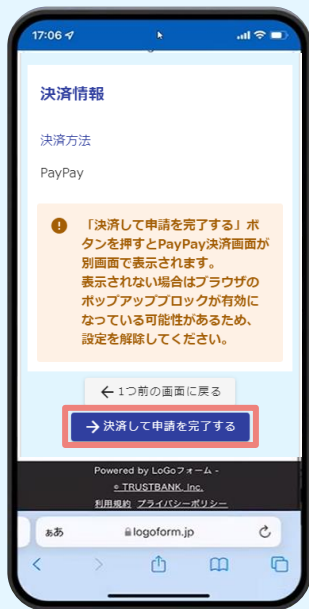 17:06
決済情報
決済方法
PayPay
「決済して申請を完了する」ボ
タンを押すとPayPay決済画面が
別画面で表示されます。
表示されない場合はブラウザの
ポップアップブロックが有効に
なっている可能性があるため、
設定を解除してください。
←1つ前の画面に戻る
→決済して申請を完了する
Powered by LoGoフォーム -
© TRUSTBANK, Inc.
利用規約 プライバシーポリシー
ぁあ logoform.jp